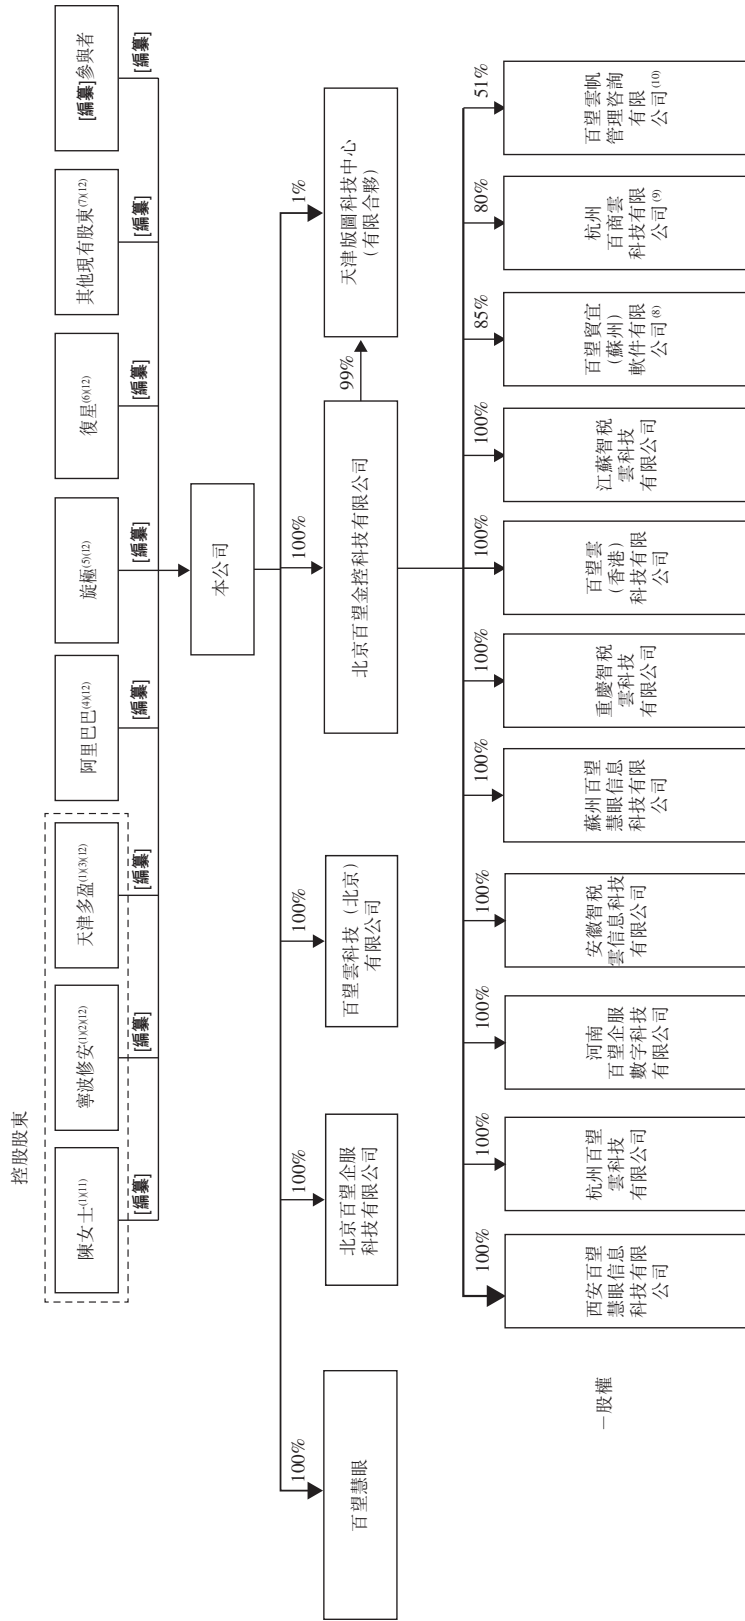 控股股東
陳女士(1)(11)
寧波修安(1)(2)(12)
天津多盈(1)(3)(12)
阿里巴巴(4)(12)
旋極(5)(12)
復星(6)(12)
其他現有股東(7)(12)
[編纂]參與者
[編纂]
[編纂]
[編纂]
[編纂]
[編纂]
[編纂]
[編纂]
[編纂]
本公司
100%
100%
100%
100%
1%
百望慧眼
北京百望企服
科技有限公司
百望雲科技（北京）
有限公司
北京百望金控科技有限公司
99%
天津版圖科技中心
（有限合夥）
100%
100%
100%
100%
100%
100%
100%
100%
85%
80%
51%
西安百望
慧眼信息
科技有限
公司
杭州百望
雲科技
有限公司
河南
百望企服
數字科技
有限公司
安徽智税
雲信息科技
有限公司
蘇州百望
慧眼信息
科技有限
公司
重慶智税
雲科技
有限公司
百望雲
（香港）
科技有限
公司
江蘇智税
雲科技
有限公司
百望貿宜
（蘇州）
軟件有限
公司(8)
杭州
百商雲
科技有限
公司(9)
百望雲帆
管理咨詢
有限
公司(10)
—股權